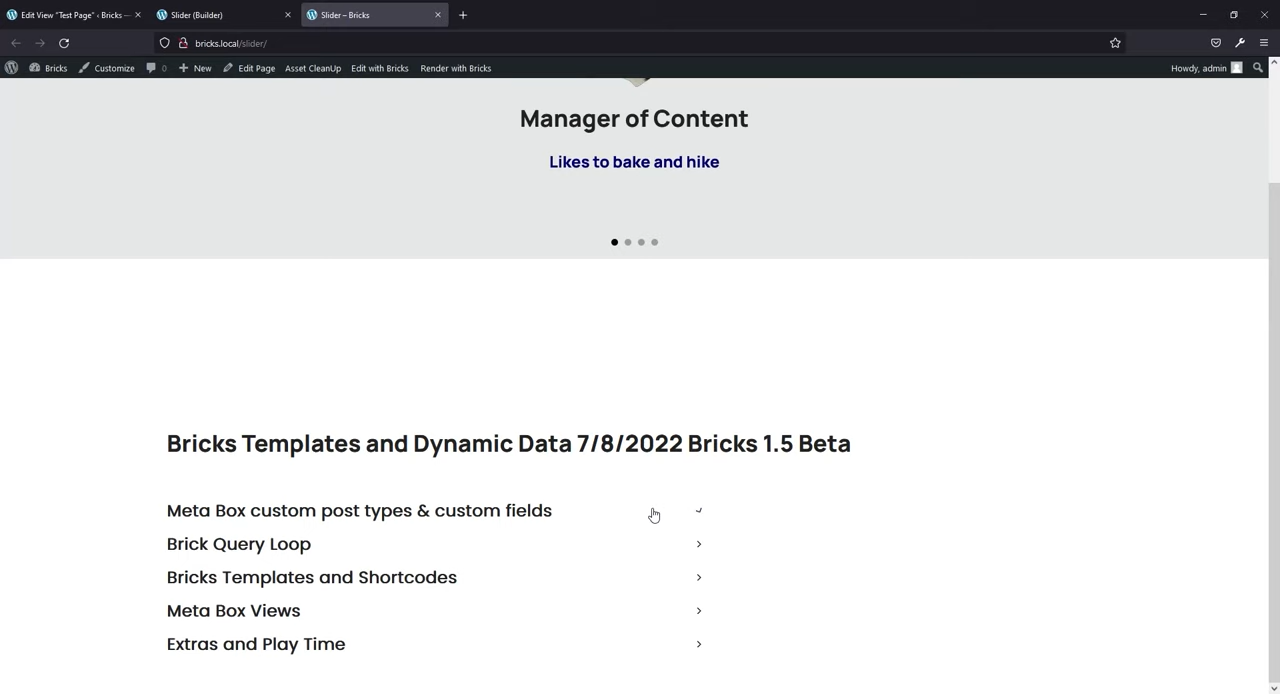 Edit View "Test Page" ‹ Bricks —
Slider (Builder)
Slider – Bricks
bricks.local/slider/
Bricks
Customize
0
New
Edit Page
Asset CleanUp
Edit with Bricks
Render with Bricks
Howdy, admin
Manager of Content
Likes to bake and hike
Bricks Templates and Dynamic Data 7/8/2022 Bricks 1.5 Beta
Meta Box custom post types & custom fields
Brick Query Loop
Bricks Templates and Shortcodes
Meta Box Views
Extras and Play Time